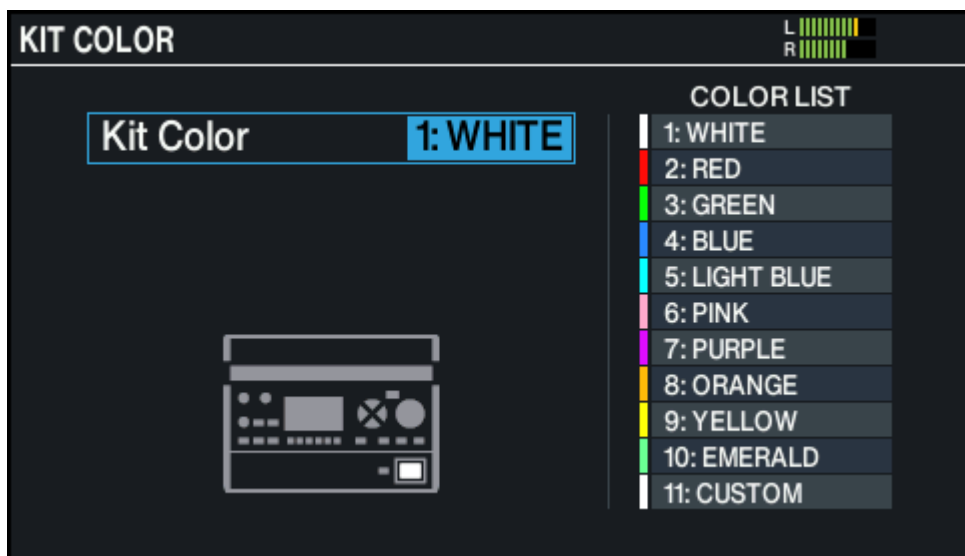 KIT COLOR
L
R
Kit Color 1: WHITE
COLOR LIST
1: WHITE
2: RED
3: GREEN
4: BLUE
5: LIGHT BLUE
6: PINK
7: PURPLE
8: ORANGE
9: YELLOW
10: EMERALD
11: CUSTOM